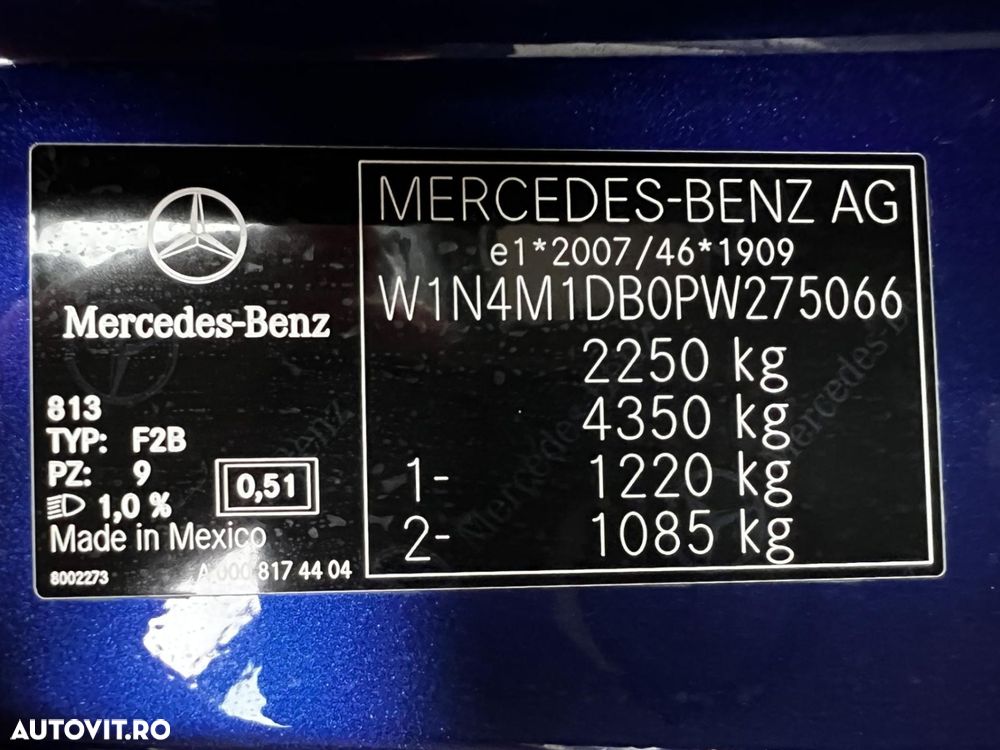 Mercedes-Benz
813
TYP: F2B
PZ: 9
1,0 %
0,51
Made in Mexico
8002273
A 000 817 44 04
MERCEDES-BENZ AG
e1*2007/46*1909
W1N4M1DB0PW275066
2250 kg
4350 kg
1- 1220 kg
2- 1085 kg
Mercedes-Benz
AUTOVIT.RO